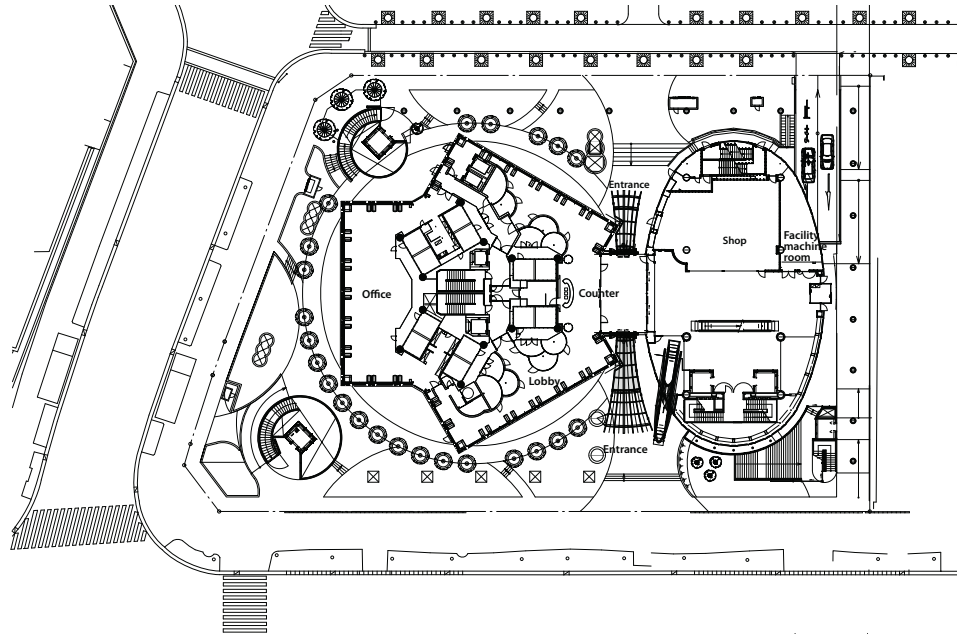 Entrance
Shop
Facility
machine
room
Office
Counter
Lobby
Entrance